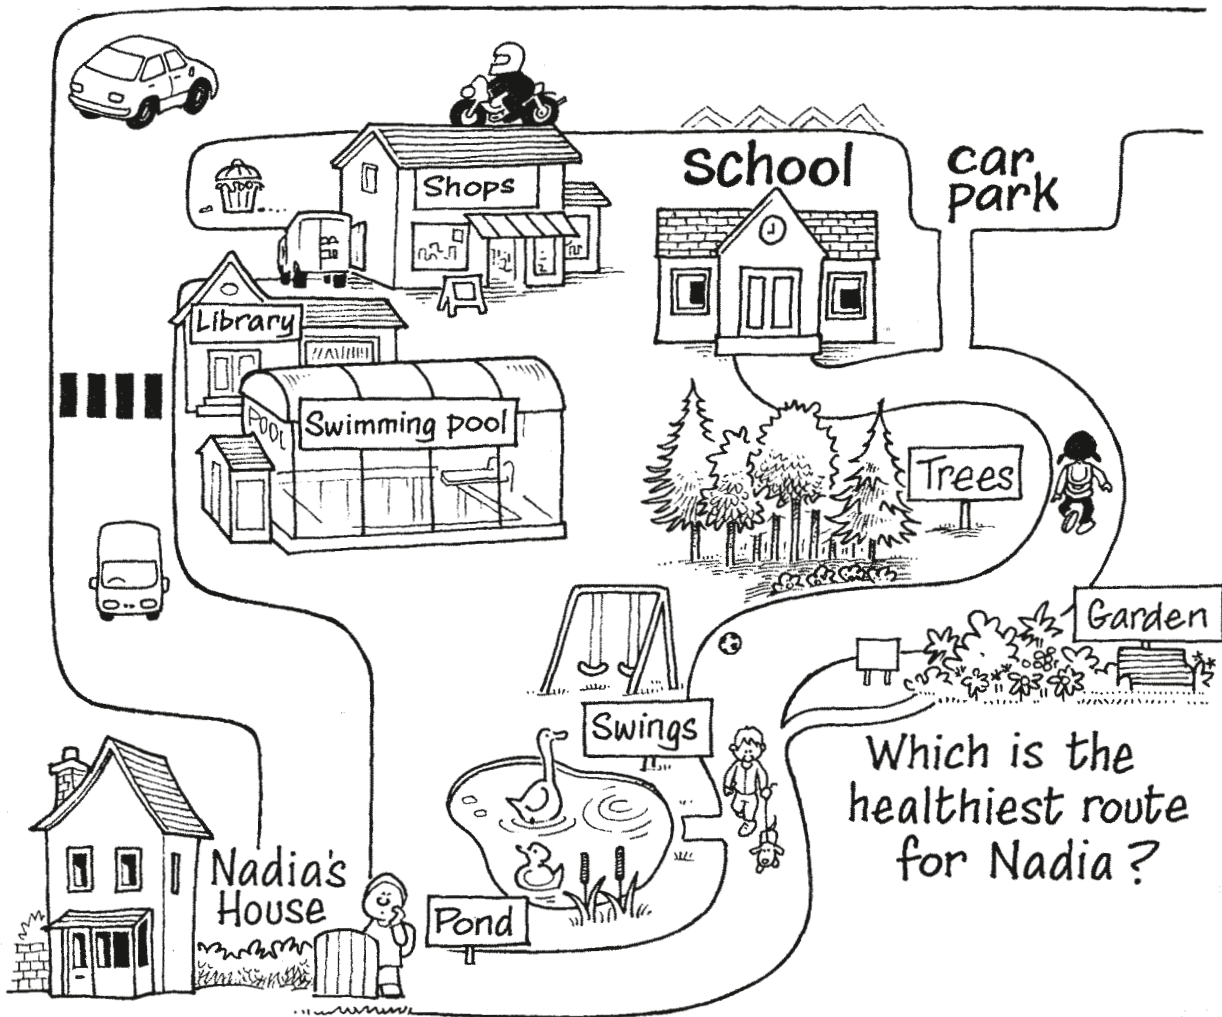 school
car
park
Shops
Library
POOL
Swimming pool
Trees
Garden
Swings
Which is the
healthiest route
for Nadia?
Nadia's
House
Pond